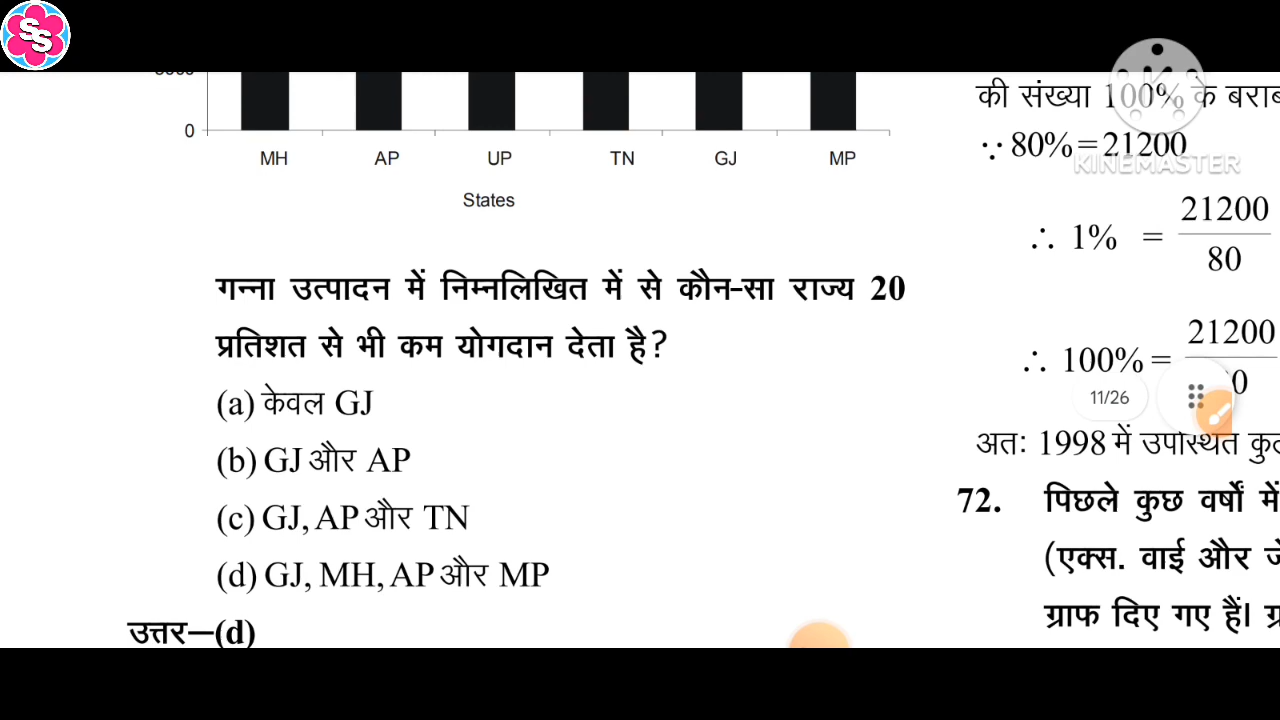 SS
0
MH AP UP TN GJ MP
States
गन्ना उत्पादन में निम्नलिखित में से कौन-सा राज्य 20
प्रतिशत से भी कम योगदान देता है?
(a) केवल GJ
(b) GJ और AP
(c) GJ, AP और TN
(d) GJ, MH, AP और MP
उत्तर–(d)
की संख्या 100% के
∵ 80% = 21200
KINEMASTER
∴ 1% = 21200
80
∴ 100% = 21200
11/26
अतः 1998 में उपस्थित
72. पिछले कुछ वर्षों में
(एक्स. वाई और
ग्राफ दिए गए हैं।